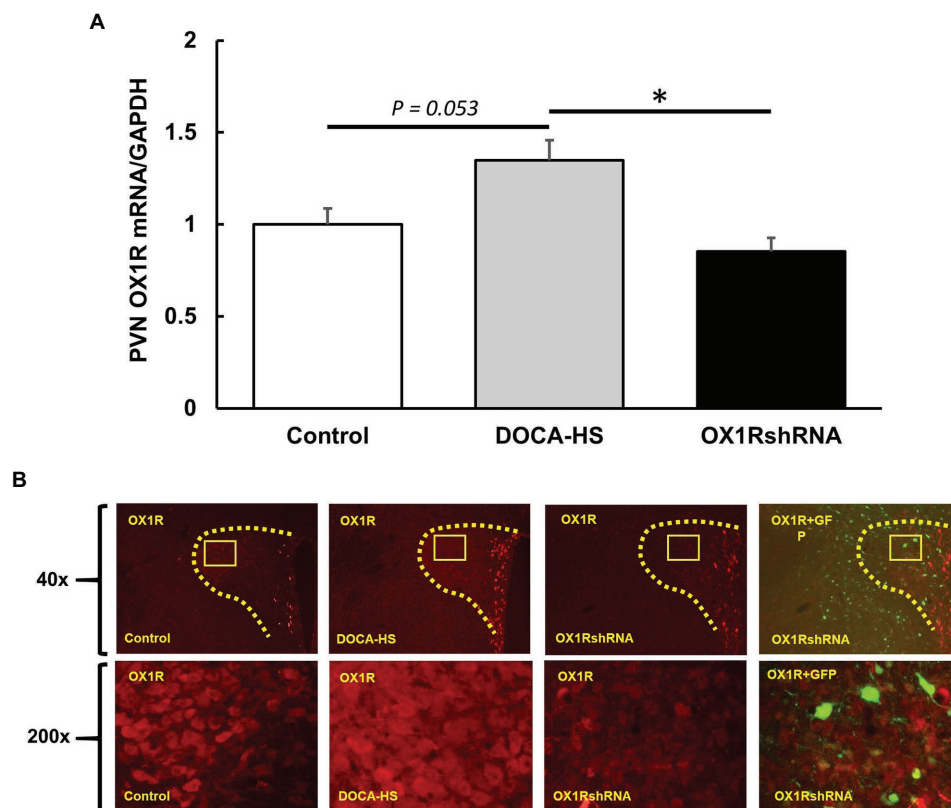 A
PVN OX1R mRNA/GAPDH
2
1.5
1
0.5
0
P = 0.053
*
Control
DOCA-HS
OX1RshRNA
B
40x
OX1R
Control
OX1R
DOCA-HS
OX1R
OX1RshRNA
OX1R+GF
P
OX1RshRNA
200x
OX1R
Control
OX1R
DOCA-HS
OX1R
OX1RshRNA
OX1R+GFP
OX1RshRNA